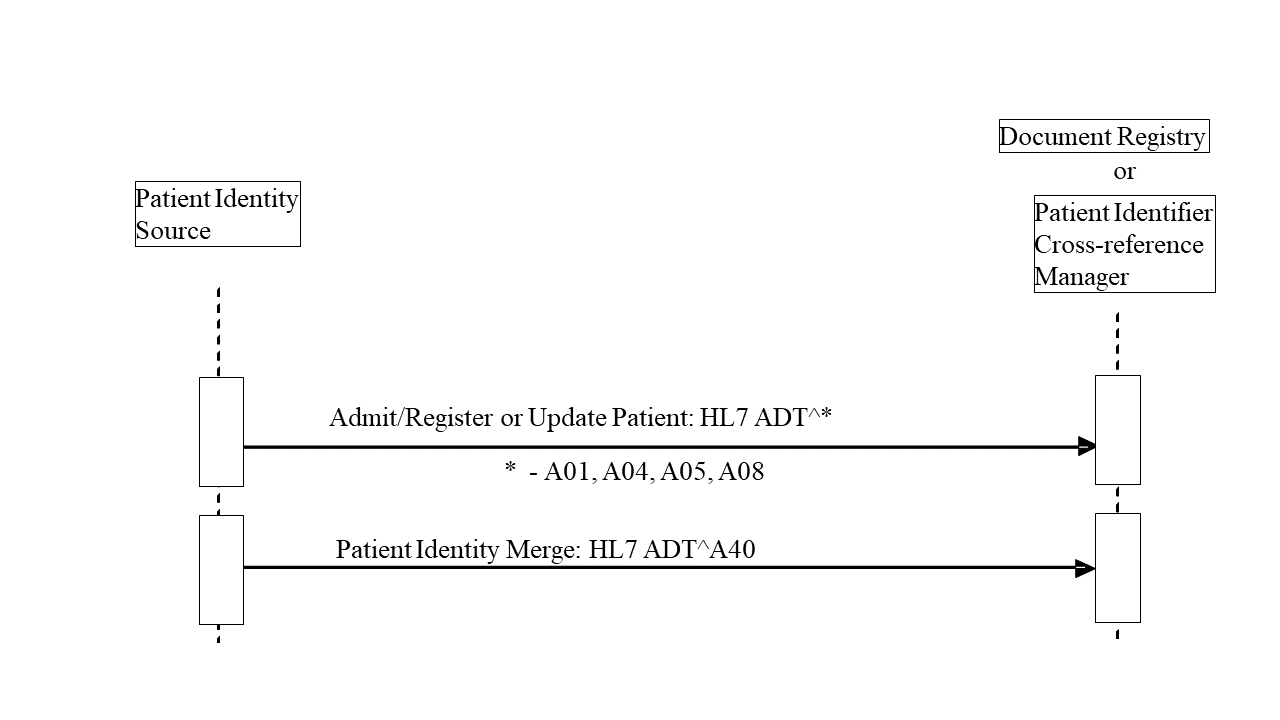 Document Registry
or
Patient Identity
Source
Patient Identifier
Cross-reference
Manager
Admit/Register or Update Patient: HL7 ADT^*
* - A01, A04, A05, A08
Patient Identity Merge: HL7 ADT^A40